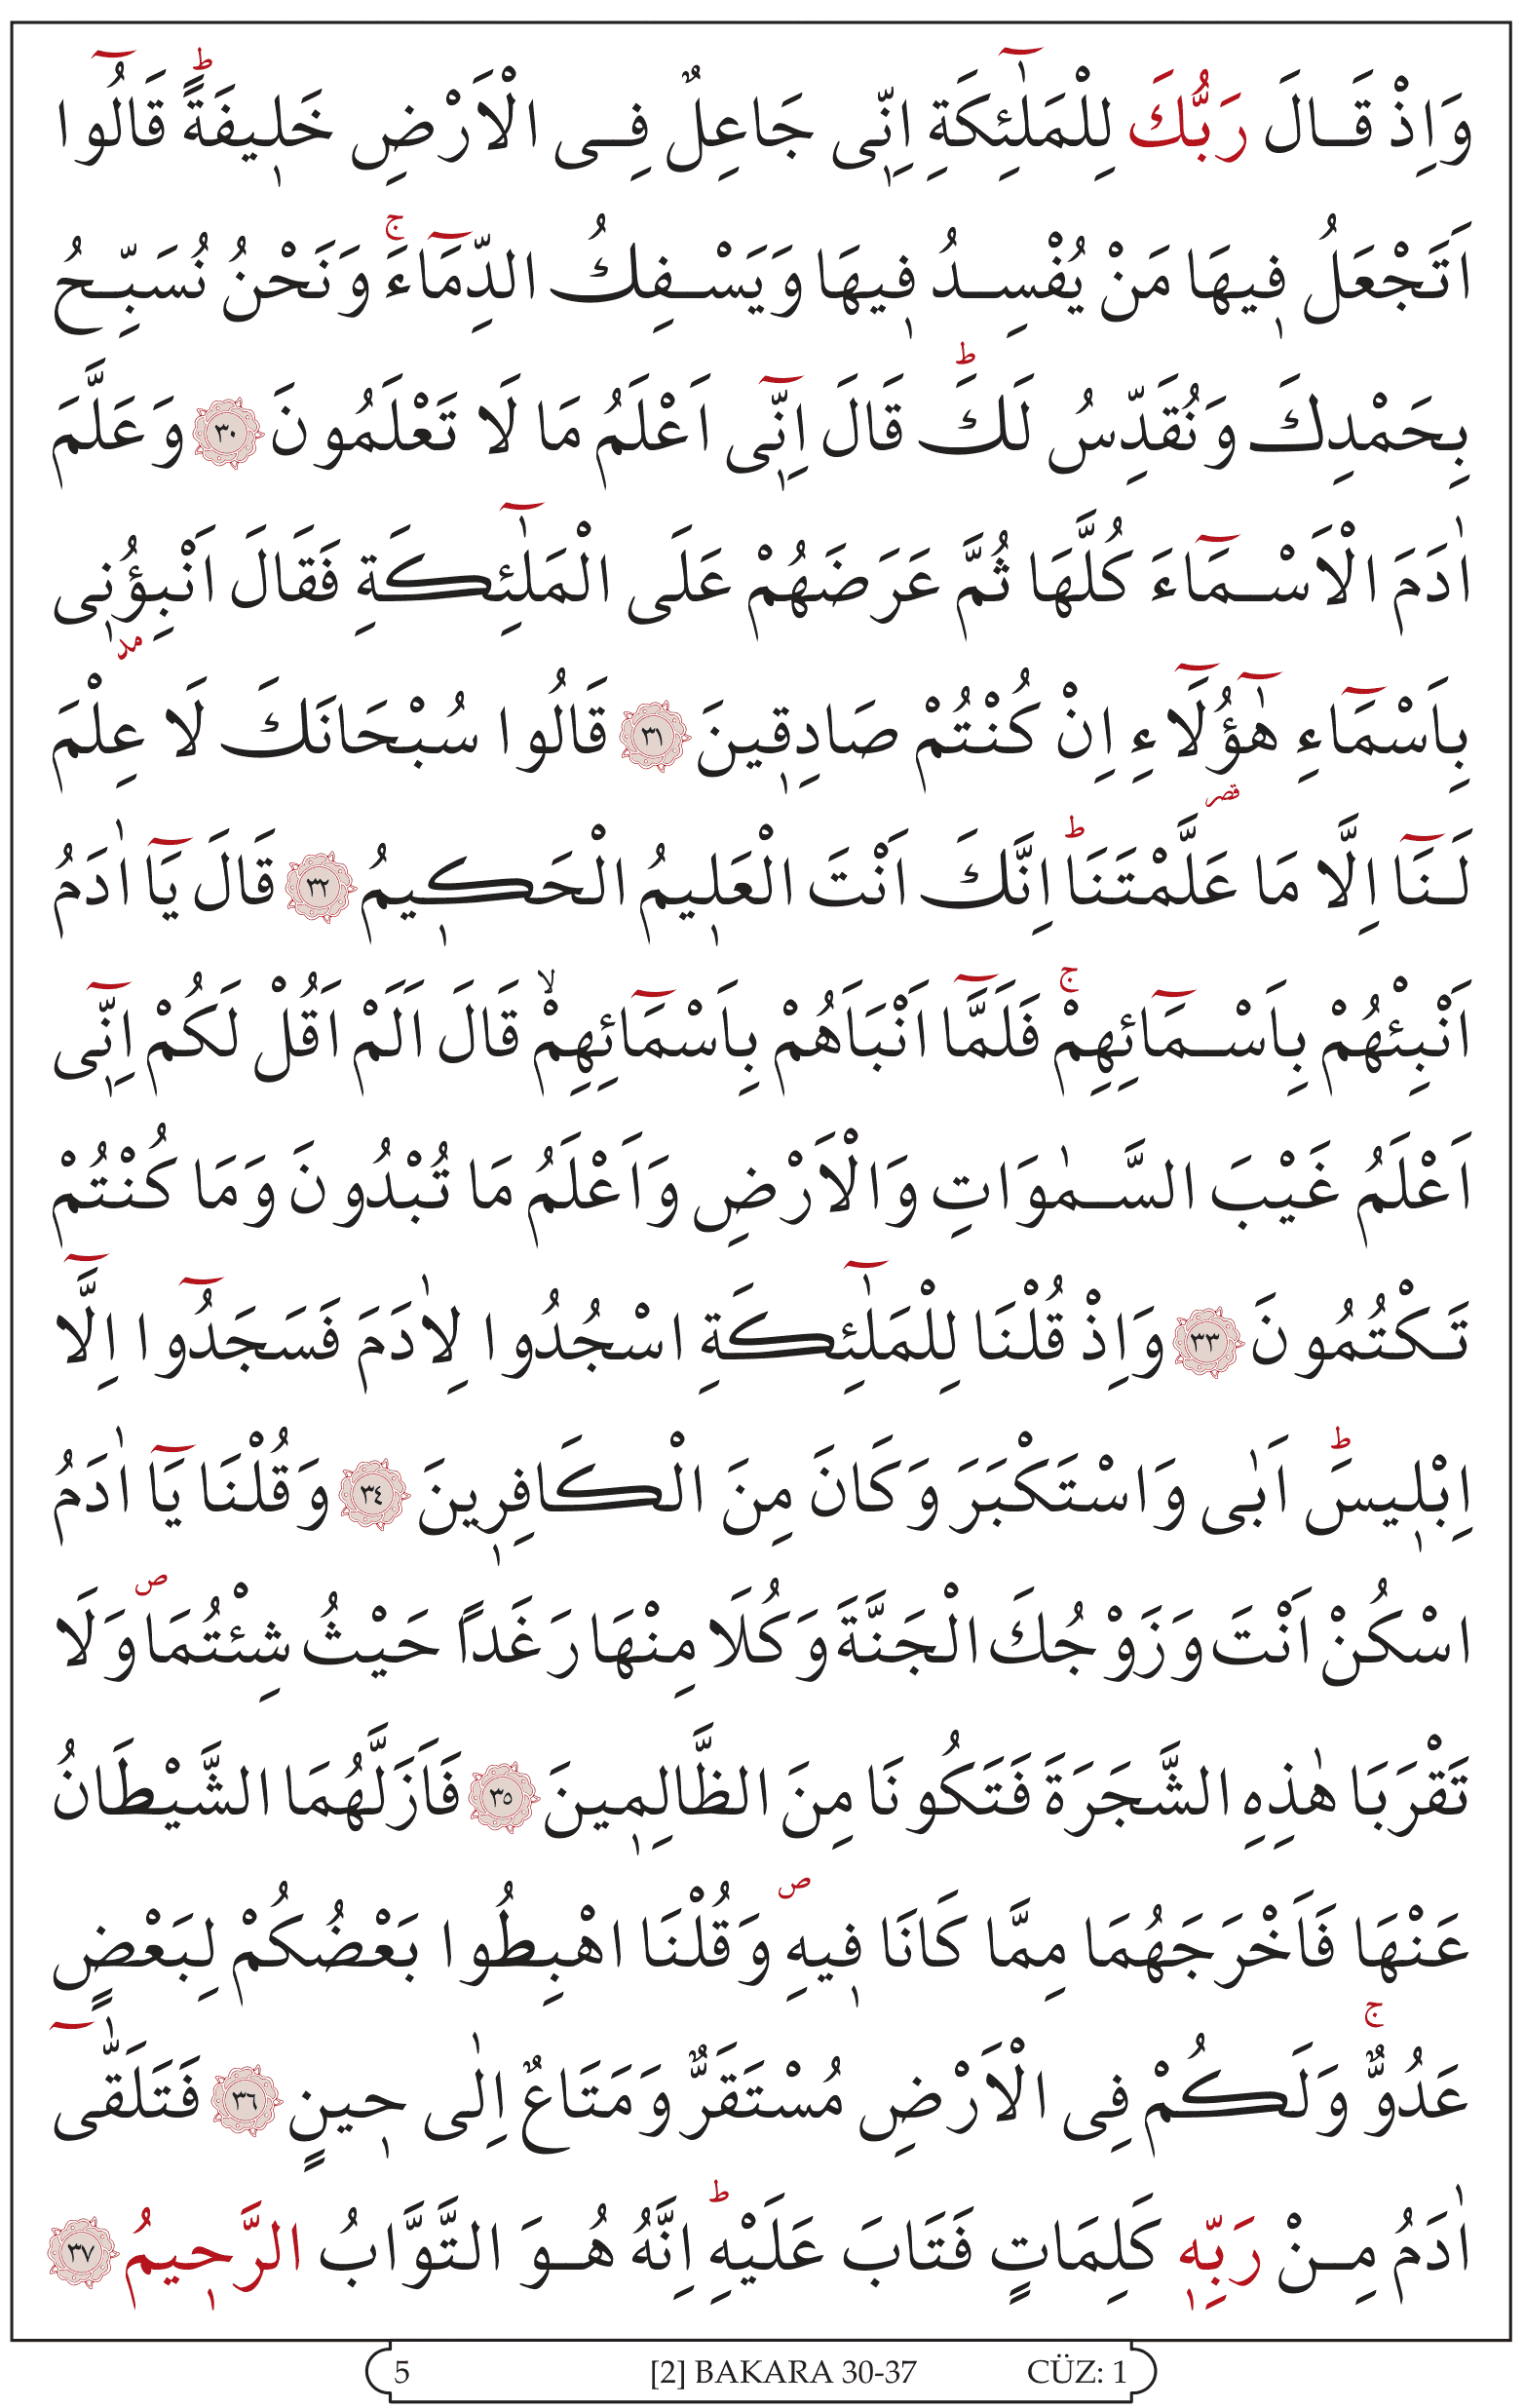 وَاِذْ قَالَ رَبُّكَ لِلْمَلٰٓئِكَةِ اِنّ۪ى جَاعِلٌ فِى الْاَرْضِ خَل۪يفَةًۜ قَالُٓوا
اَتَجْعَلُ ف۪يهَا مَنْ يُفْسِدُ ف۪يهَا وَيَسْفِكُ الدِّمَٓاءَۚ وَنَحْنُ نُسَبِّحُ
بِحَمْدِكَ وَنُقَدِّسُ لَكَۜ قَالَ اِنّ۪ٓى اَعْلَمُ مَا لَا تَعْلَمُونَ ﴿٣٠﴾ وَعَلَّمَ
اٰدَمَ الْاَسْمَٓاءَ كُلَّهَا ثُمَّ عَرَضَهُمْ عَلَى الْمَلٰٓئِكَةِ فَقَالَ اَنْبِؤُ۫ن۪ى
بِاَسْمَٓاءِ هٰٓؤُ۬لَٓاءِ اِنْ كُنْتُمْ صَادِق۪ينَ ﴿٣١﴾ قَالُوا سُبْحَانَكَ لَا عِلْمَ
لَنَٓا اِلَّا مَا عَلَّمْتَنَاۜ اِنَّكَ اَنْتَ الْعَل۪يمُ الْحَك۪يمُ ﴿٣٢﴾ قَالَ يَٓا اٰدَمُ
اَنْبِئْهُمْ بِاَسْمَٓائِهِمْۚ فَلَمَّٓا اَنْبَاَهُمْ بِاَسْمَٓائِهِمْۙ قَالَ اَلَمْ اَقُلْ لَكُمْ اِنّ۪ٓى
اَعْلَمُ غَيْبَ السَّمٰوَاتِ وَالْاَرْضِ وَاَعْلَمُ مَا تُبْدُونَ وَمَا كُنْتُمْ
تَكْتُمُونَ ﴿٣٣﴾ وَاِذْ قُلْنَا لِلْمَلٰٓئِكَةِ اسْجُدُوا لِاٰدَمَ فَسَجَدُٓوا اِلَّٓا
اِبْل۪يسَۜ اَبٰى وَاسْتَكْبَرَ وَكَانَ مِنَ الْكَافِر۪ينَ ﴿٣٤﴾ وَقُلْنَا يَٓا اٰدَمُ
اسْكُنْ اَنْتَ وَزَوْجُكَ الْجَنَّةَ وَكُلَا مِنْهَا رَغَداً حَيْثُ شِئْتُمَاۖ وَلَا
تَقْرَبَا هٰذِهِ الشَّجَرَةَ فَتَكُونَا مِنَ الظَّالِم۪ينَ ﴿٣٥﴾ فَاَزَلَّهُمَا الشَّيْطَانُ
عَنْهَا فَاَخْرَجَهُمَا مِمَّا كَانَا ف۪يهِۖ وَقُلْنَا اهْبِطُوا بَعْضُكُمْ لِبَعْضٍ
عَدُوٌّۚ وَلَكُمْ فِى الْاَرْضِ مُسْتَقَرٌّ وَمَتَاعٌ اِلٰى ح۪ينٍ ﴿٣٦﴾ فَتَلَقّٰٓى
اٰدَمُ مِنْ رَبِّه۪ كَلِمَاتٍ فَتَابَ عَلَيْهِۜ اِنَّهُ هُوَ التَّوَّابُ الرَّح۪يمُ ﴿٣٧﴾
5 [2] BAKARA 30-37 CÜZ: 1